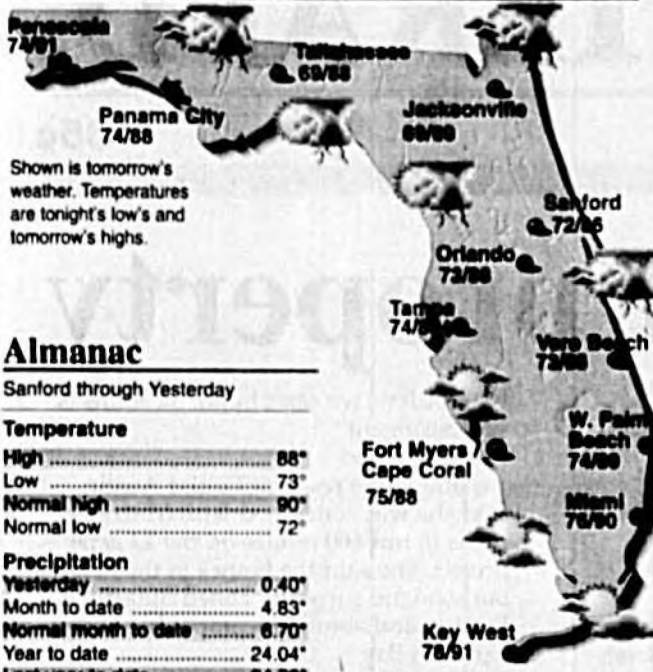 Pensacola
74/91
Tallahassee
69/88
Panama City
74/88
Jacksonville
Shown is tomorrow's
weather. Temperatures
are tonight's low's and
tomorrow's highs.
Sanford
Orlando
Tampa
Vero Beach
W. Palm
Beach
Fort Myers /
Cape Coral
75/88
Miami
Key West
78/91
Almanac
Sanford through Yesterday
Temperature
High 88°
Low 73°
Normal high 90°
Normal low 72°
Precipitation
Yesterday 0.40"
Month to date 4.83"
Normal month to date 6.70"
Year to date 24.04"